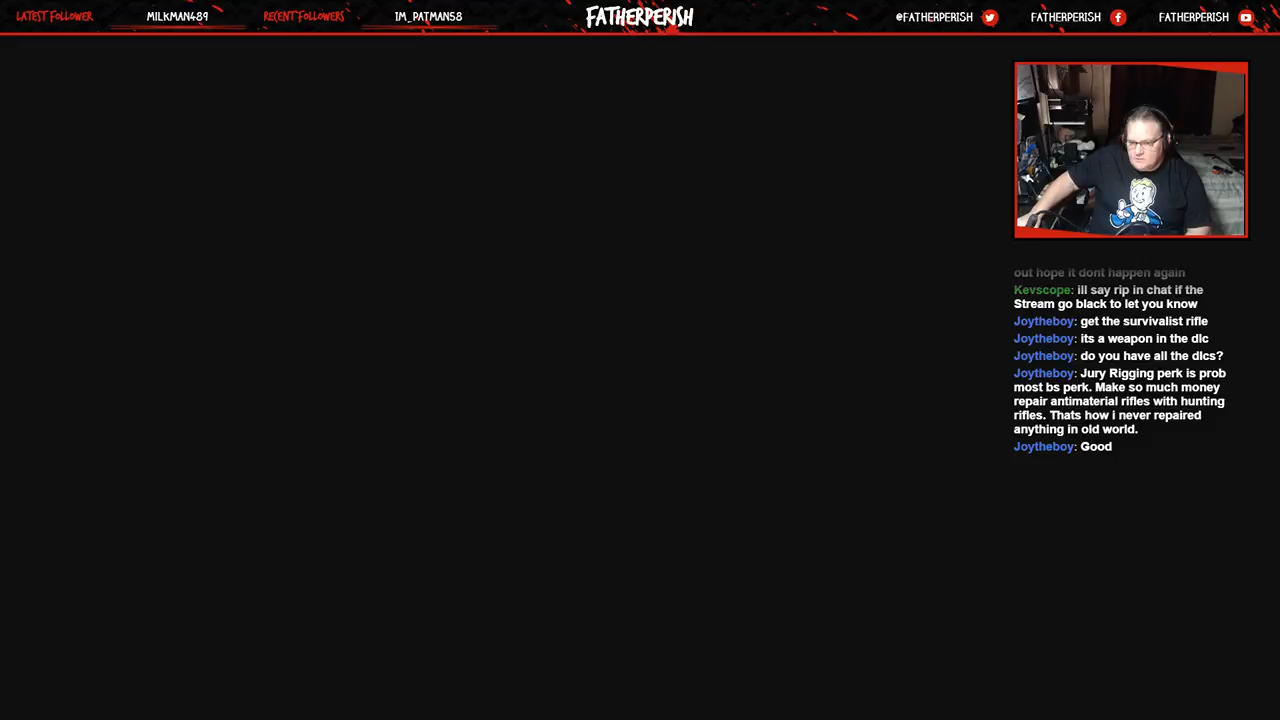 LATEST FOLLOWER MILKMAN489 RECENT FOLLOWERS IM_PATMAN58 FATHERPERISH @FATHERPERISH FATHERPERISH FATHERPERISH
out hope it dont happen again
Kevscope: ill say rip in chat if the
Stream go black to let you know
Joytheboy: get the survivalist rifle
Joytheboy: its a weapon in the dlc
Joytheboy: do you have all the dlcs?
Joytheboy: Jury Rigging perk is prob
most bs perk. Make so much money
repair antimaterial rifles with hunting
rifles. Thats how i never repaired
anything in old world.
Joytheboy: Good